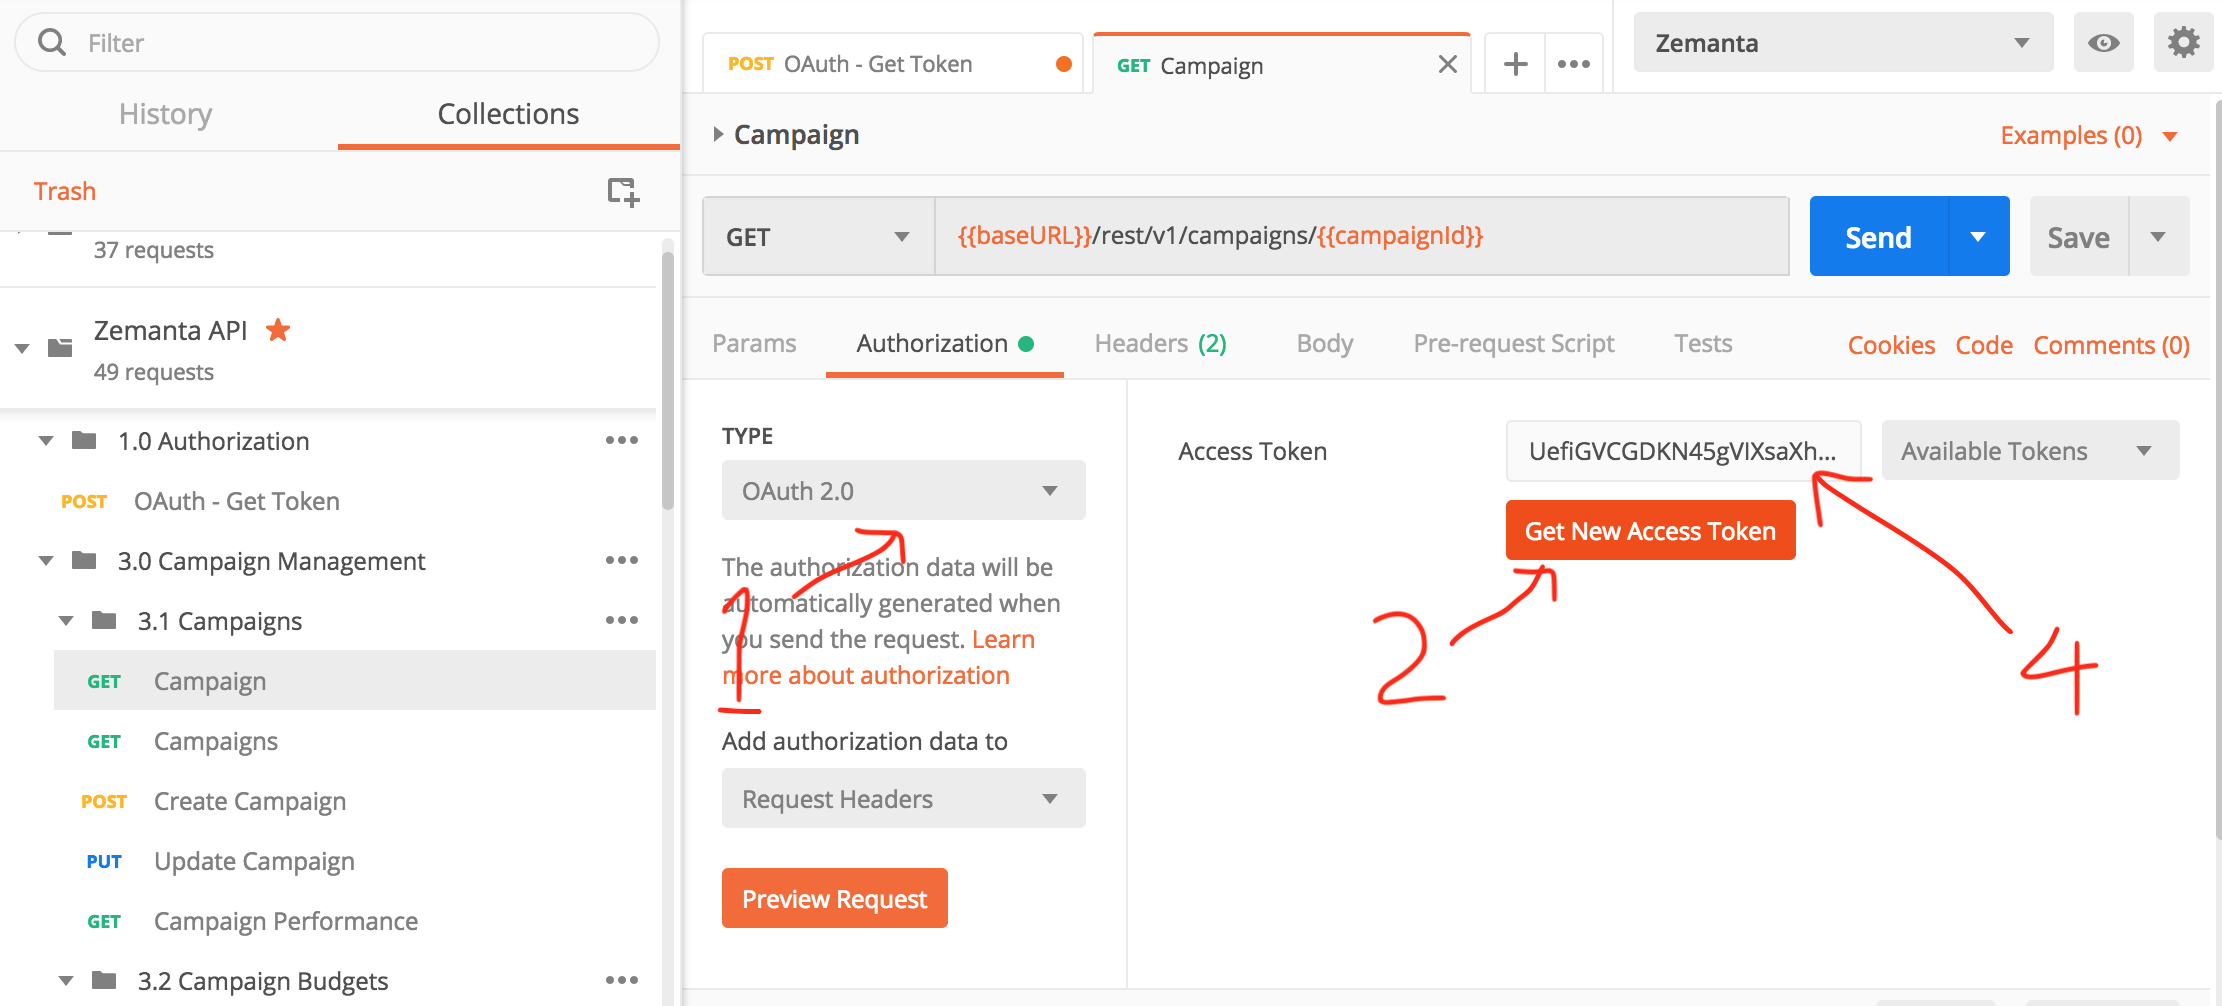 Filter
History
Collections
Trash
37 requests
Zemanta API
49 requests
1.0 Authorization
POST OAuth - Get Token
3.0 Campaign Management
3.1 Campaigns
GET Campaign
GET Campaigns
POST Create Campaign
PUT Update Campaign
GET Campaign Performance
3.2 Campaign Budgets
POST OAuth - Get Token
GET Campaign
Zemanta
Campaign
Examples (0)
GET
{{baseURL}}/rest/v1/campaigns/{{campaignId}}
Send
Save
Params
Authorization
Headers (2)
Body
Pre-request Script
Tests
Cookies
Code
Comments (0)
TYPE
OAuth 2.0
The authorization data will be
automatically generated when
you send the request. Learn
more about authorization
1
Add authorization data to
Request Headers
Preview Request
Access Token
UefiGVCGDKN45gVIXsaXh...
Available Tokens
Get New Access Token
2
4